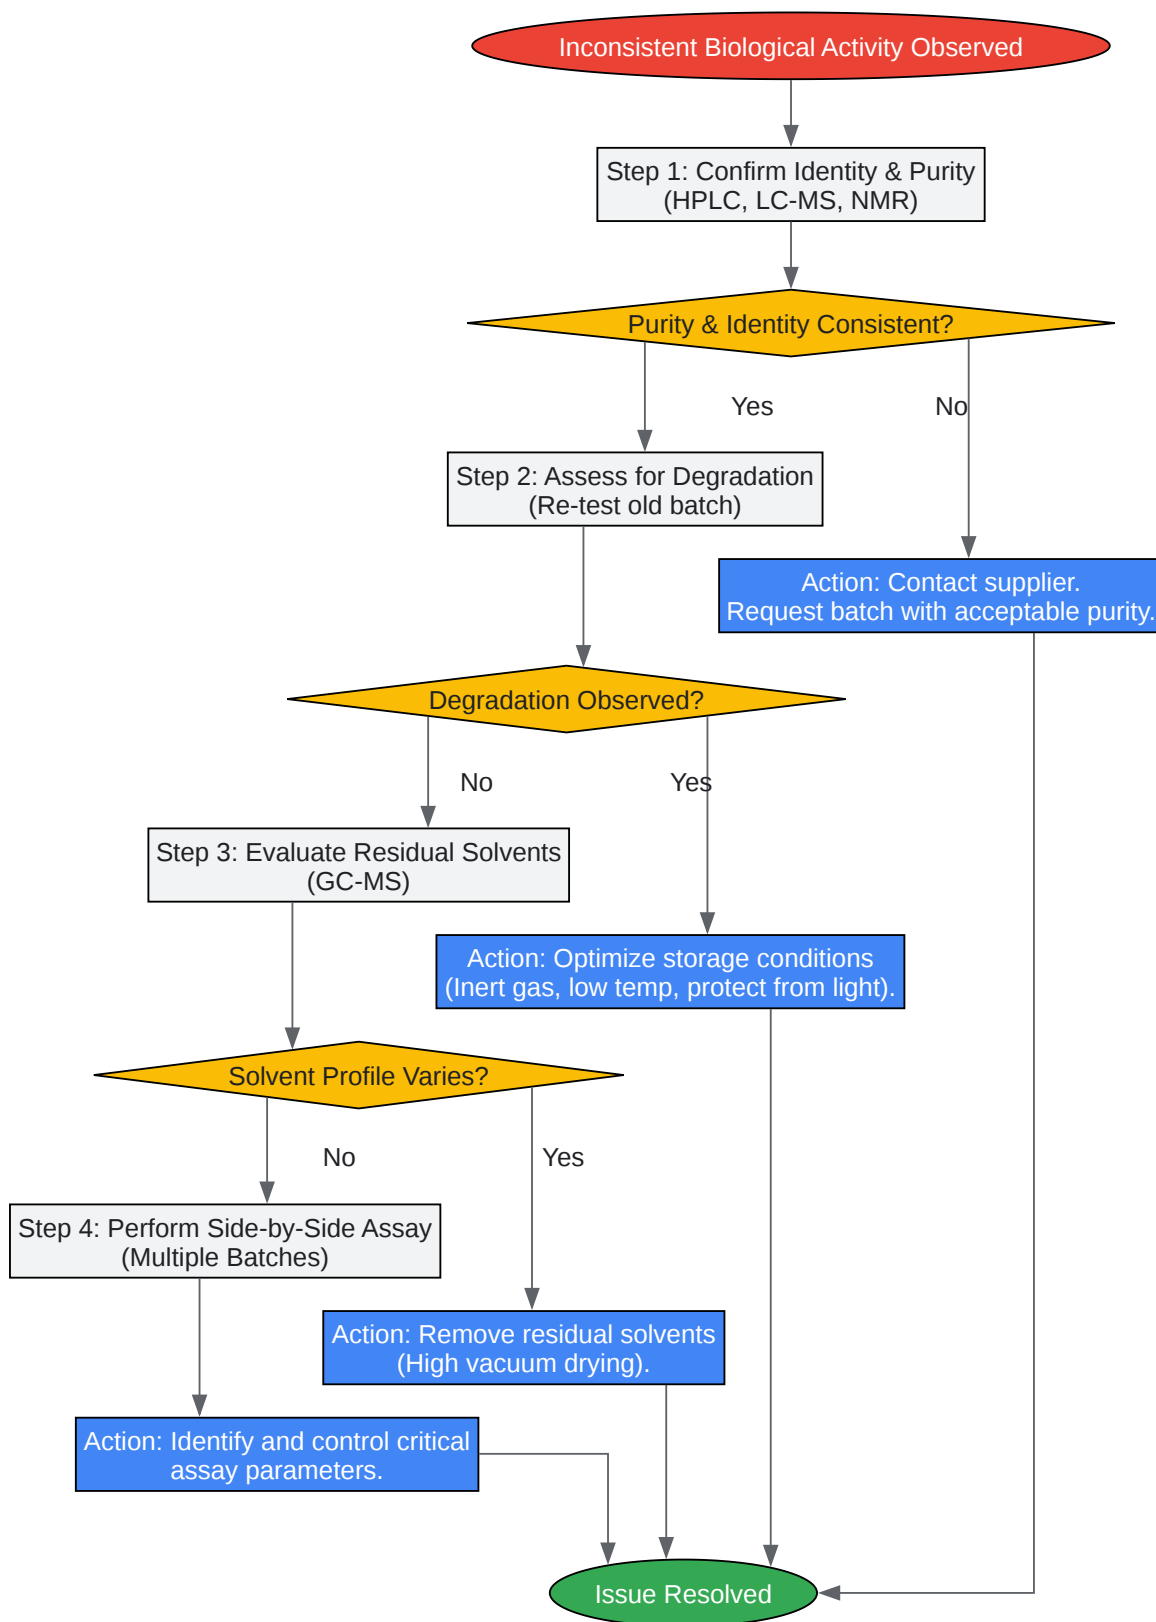 Inconsistent Biological Activity Observed
Step 1: Confirm Identity & Purity
(HPLC, LC-MS, NMR)
Purity & Identity Consistent?
Yes
No
Step 2: Assess for Degradation
(Re-test old batch)
Action: Contact supplier.
Request batch with acceptable purity.
Degradation Observed?
No
Yes
Step 3: Evaluate Residual Solvents
(GC-MS)
Action: Optimize storage conditions
(Inert gas, low temp, protect from light).
Solvent Profile Varies?
No
Yes
Step 4: Perform Side-by-Side Assay
(Multiple Batches)
Action: Remove residual solvents
(High vacuum drying).
Action: Identify and control critical
assay parameters.
Issue Resolved